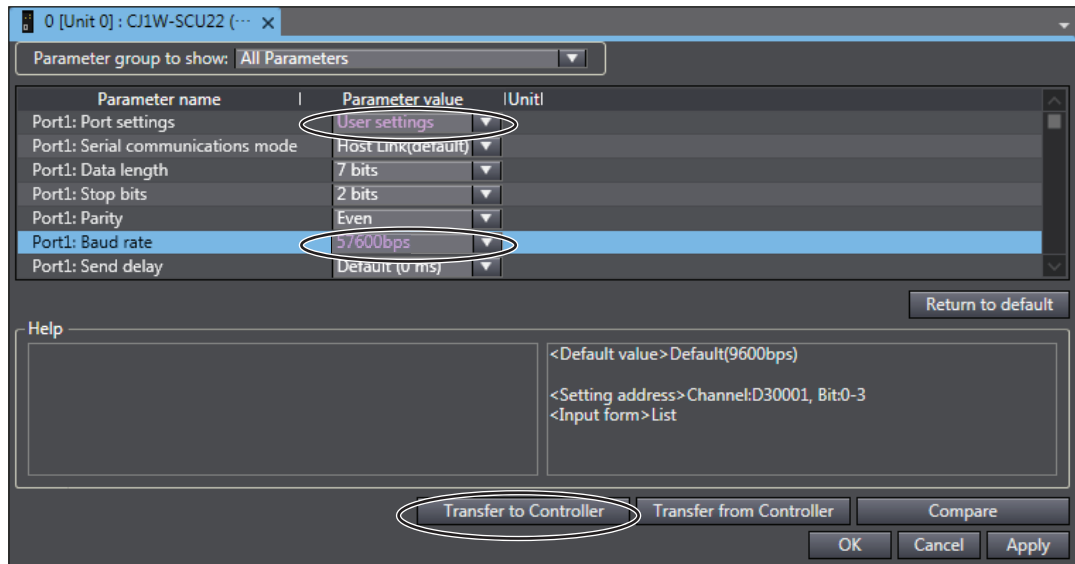 0 [Unit 0] : CJ1W-SCU22 (···
Parameter group to show: All Parameters
Parameter name Parameter value |Unit|
Port1: Port settings User settings
Port1: Serial communications mode Host Link(default)
Port1: Data length 7 bits
Port1: Stop bits 2 bits
Port1: Parity Even
Port1: Baud rate 57600bps
Port1: Send delay Default (0 ms)
Return to default
Help
<Default value>Default(9600bps)
<Setting address>Channel:D30001, Bit:0-3
<Input form>List
Transfer to Controller Transfer from Controller Compare
OK Cancel Apply